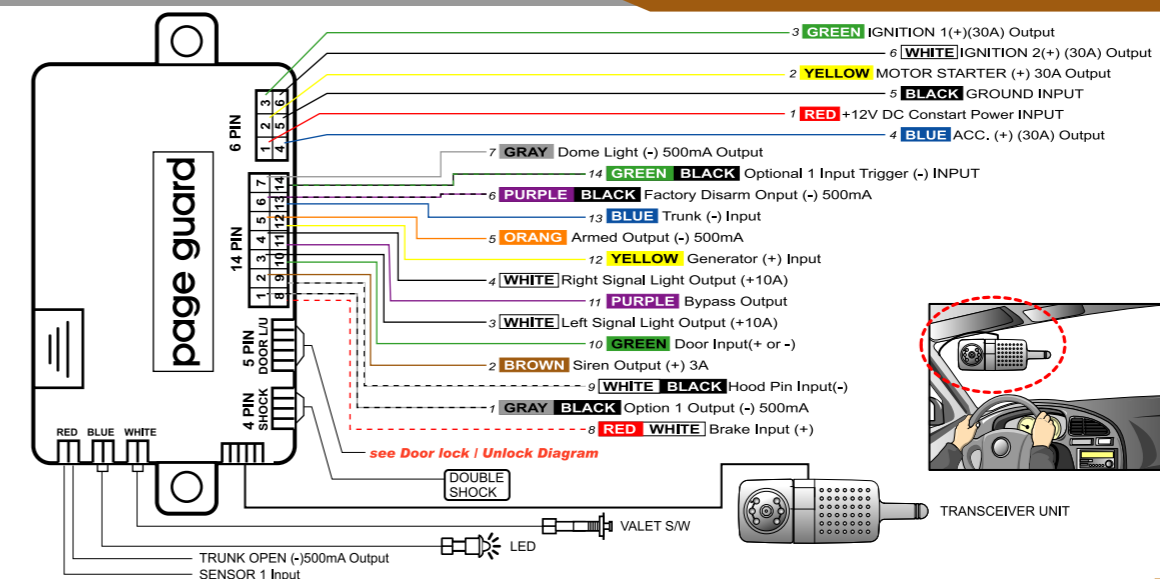 3 GREEN IGNITION 1(+)(30A) Output
6 WHITE IGNITION 2(+) (30A) Output
2 YELLOW MOTOR STARTER (+) 30A Output
5 BLACK GROUND INPUT
1 RED +12V DC Constart Power INPUT
4 BLUE ACC. (+) (30A) Output
6 PIN
3 6
2 5
1 4
7 GRAY Dome Light (-) 500mA Output
14 GREEN BLACK Optional 1 Input Trigger (-) INPUT
6 PURPLE BLACK Factory Disarm Onput (-) 500mA
13 BLUE Trunk (-) Input
5 ORANG Armed Output (-) 500mA
12 YELLOW Generator (+) Input
4 WHITE Right Signal Light Output (+10A)
11 PURPLE Bypass Output
3 WHITE Left Signal Light Output (+10A)
10 GREEN Door Input(+ or -)
2 BROWN Siren Output (+) 3A
9 WHITE BLACK Hood Pin Input(-)
1 GRAY BLACK Option 1 Output (-) 500mA
8 RED WHITE Brake Input (+)
14 PIN
7 14
6 13
5 12
4 11
3 10
2 9
1 8
page guard
5 PIN
DOOR L/U
4 PIN
SHOCK
see Door lock / Unlock Diagram
DOUBLE
SHOCK
RED BLUE WHITE
TRANSCEIVER UNIT
VALET S/W
LED
TRUNK OPEN (-)500mA Output
SENSOR 1 Input